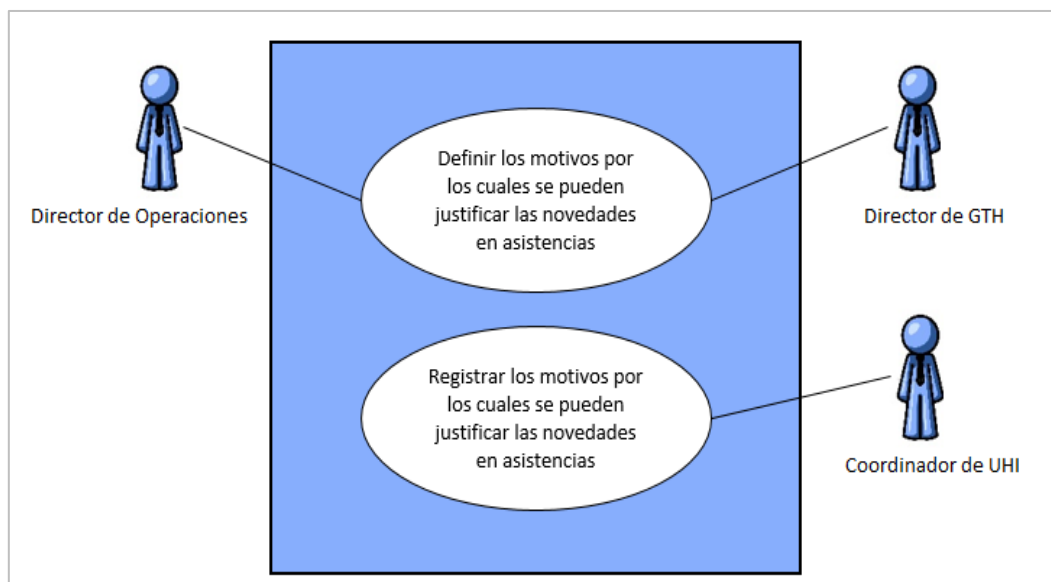 Definir los motivos por
los cuales se pueden
justificar las novedades
en asistencias
Director de Operaciones
Director de GTH
Registrar los motivos por
los cuales se pueden
justificar las novedades
en asistencias
Coordinador de UHI